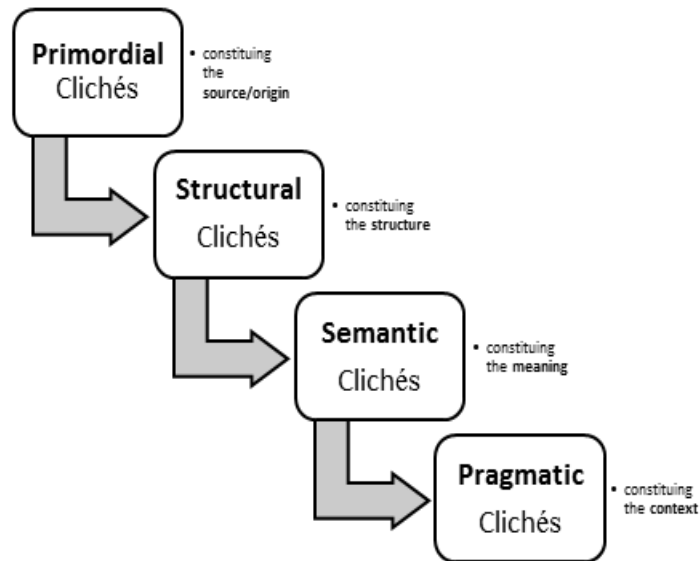 Primordial
Clichés
• constituing
the
source/origin
Structural
Clichés
• constituing
the structure
Semantic
Clichés
• constituing
the meaning
Pragmatic
Clichés
• constituing
the context